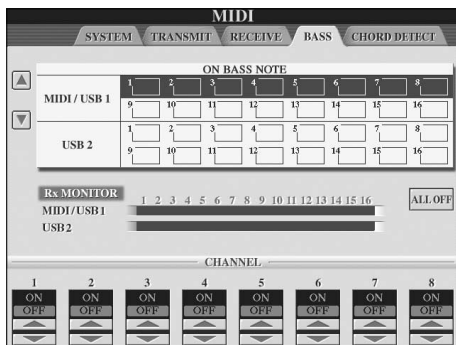 MIDI
SYSTEM TRANSMIT RECEIVE BASS CHORD DETECT
ON BASS NOTE
MIDI / USB 1
1 2 3 4 5 6 7 8
9 10 11 12 13 14 15 16
USB 2
1 2 3 4 5 6 7 8
9 10 11 12 13 14 15 16
Rx MONITOR
1 2 3 4 5 6 7 8 9 10 11 12 13 14 15 16
ALL OFF
MIDI/USB1
USB2
CHANNEL
1 2 3 4 5 6 7 8
ON ON ON ON ON ON ON ON
OFF OFF OFF OFF OFF OFF OFF OFF